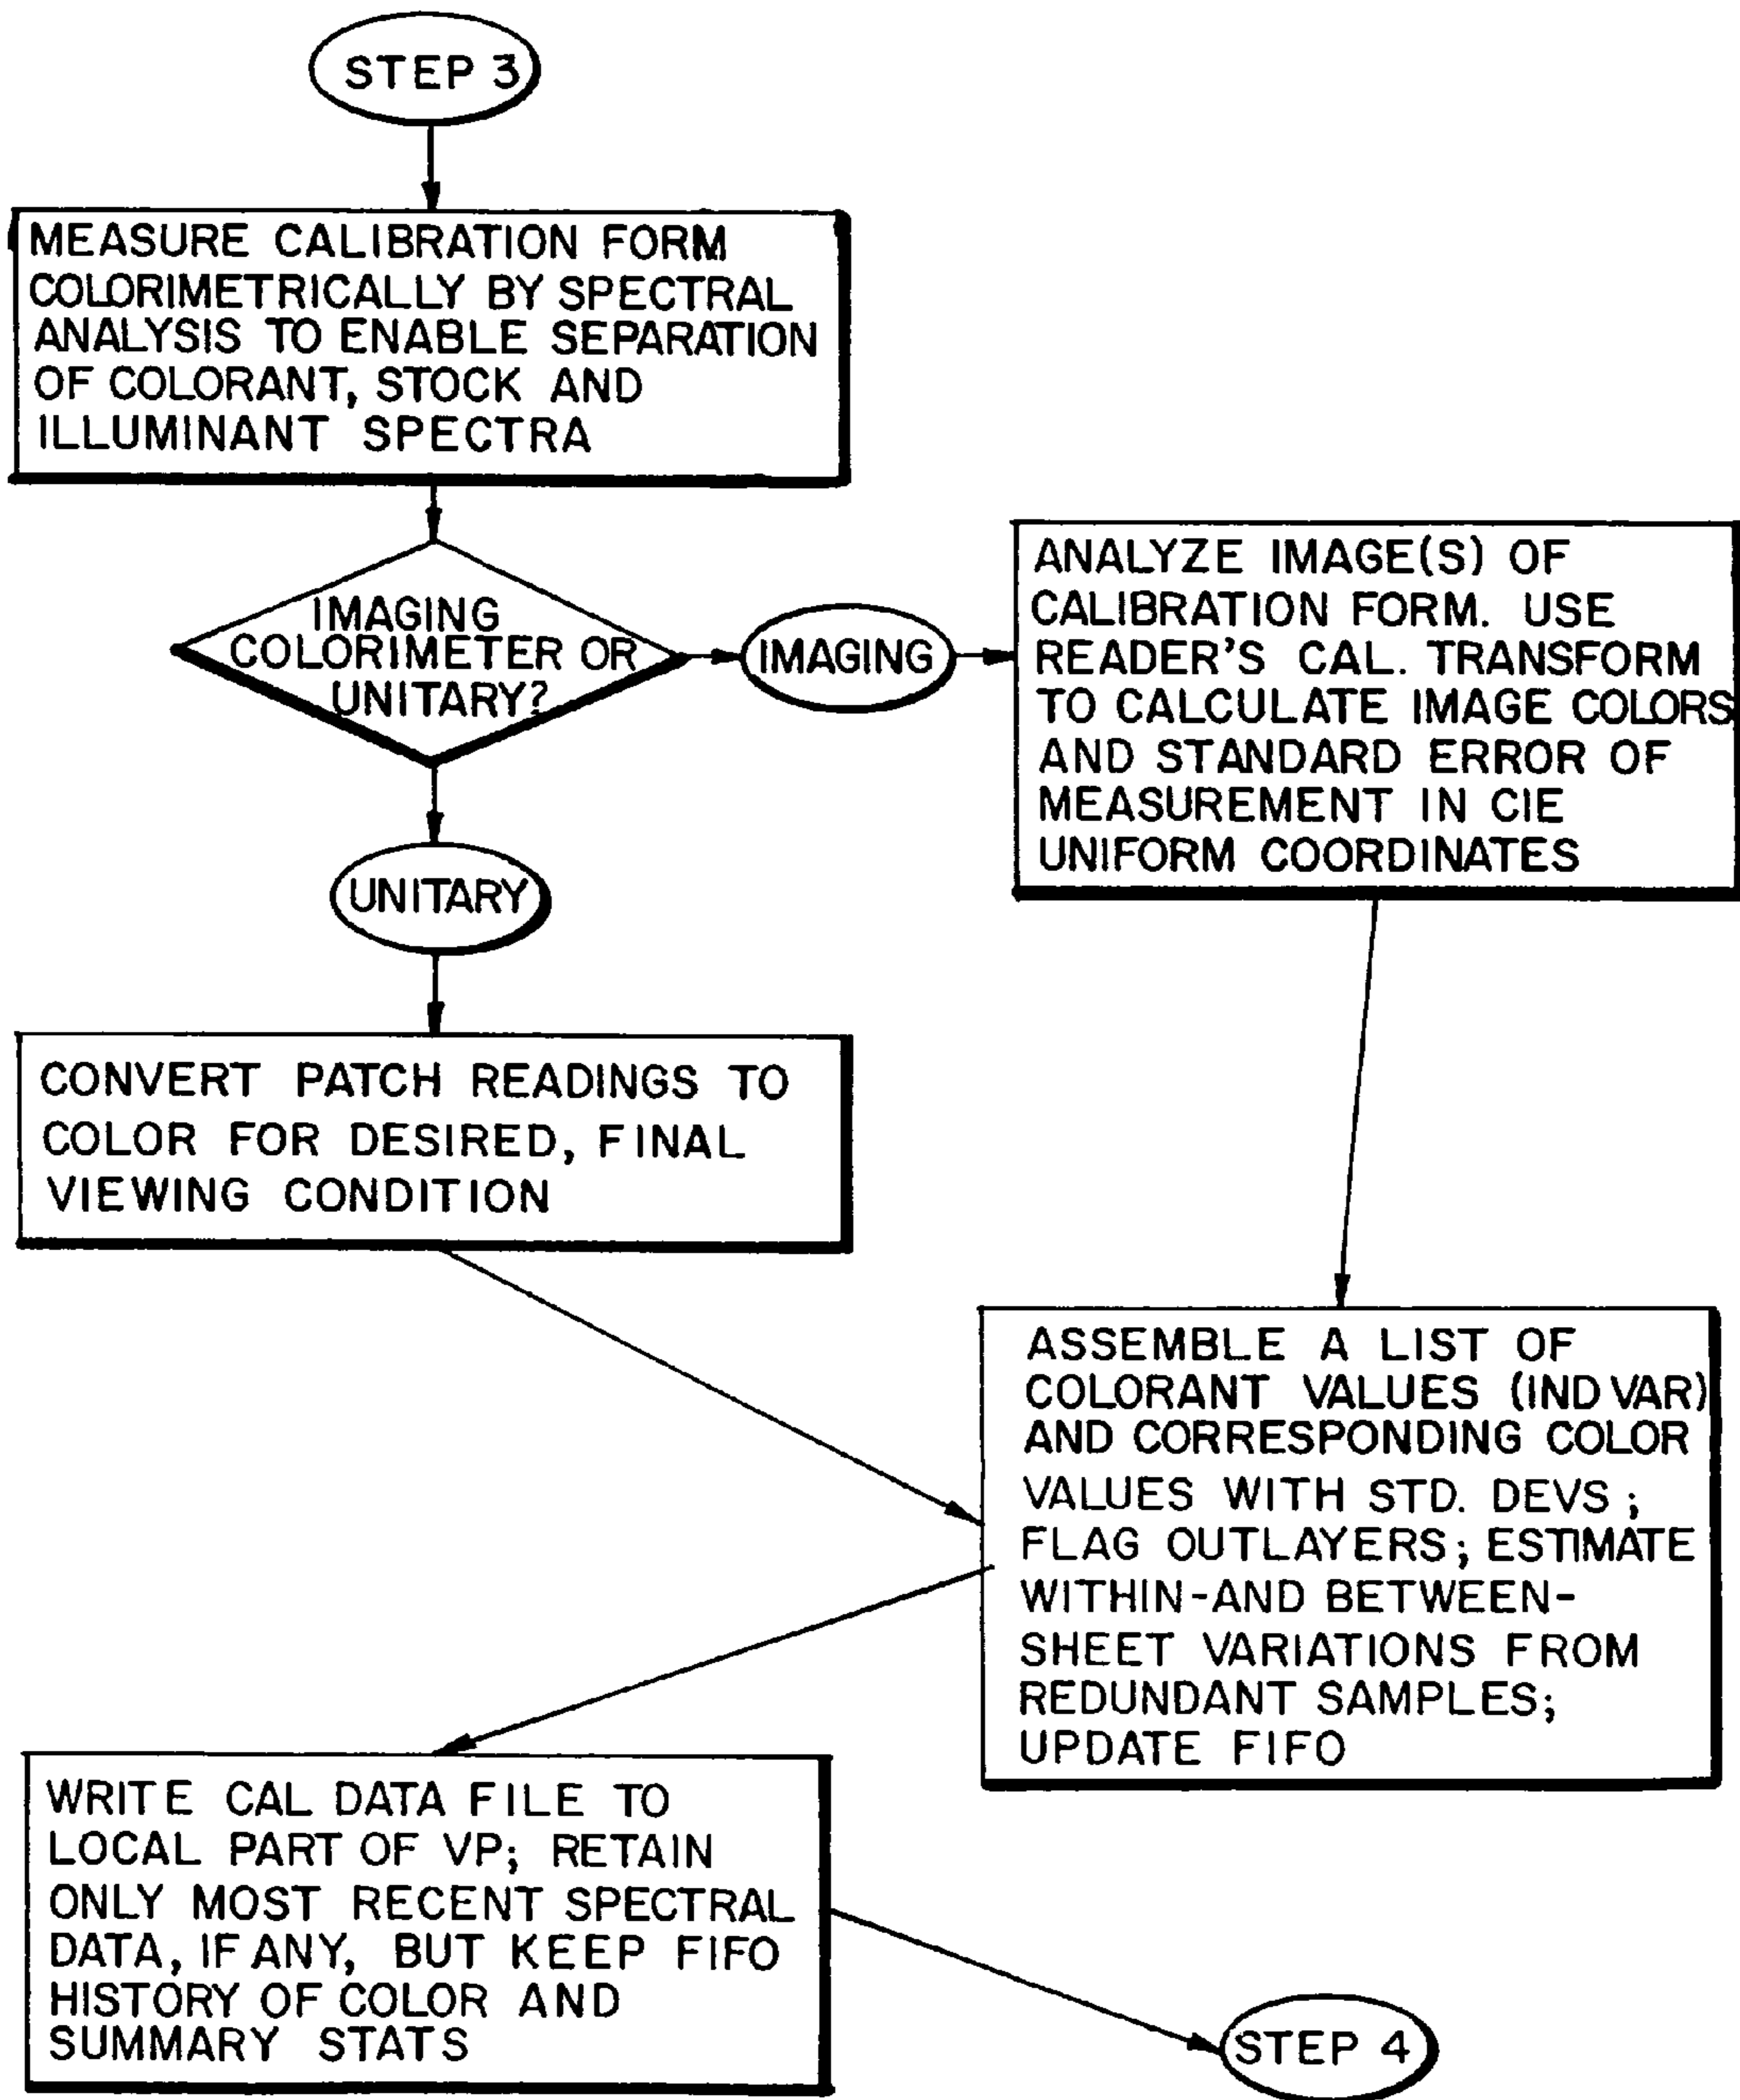 STEP 3
MEASURE CALIBRATION FORM
COLORIMETRICALLY BY SPECTRAL
ANALYSIS TO ENABLE SEPARATION
OF COLORANT, STOCK AND
ILLUMINANT SPECTRA
IMAGING
COLORIMETER OR
UNITARY?
IMAGING
ANALYZE IMAGE(S) OF
CALIBRATION FORM. USE
READER'S CAL. TRANSFORM
TO CALCULATE IMAGE COLORS
AND STANDARD ERROR OF
MEASUREMENT IN CIE
UNIFORM COORDINATES
UNITARY
CONVERT PATCH READINGS TO
COLOR FOR DESIRED, FINAL
VIEWING CONDITION
ASSEMBLE A LIST OF
COLORANT VALUES (IND VAR)
AND CORRESPONDING COLOR
VALUES WITH STD. DEVS;
FLAG OUTLAYERS; ESTIMATE
WITHIN-AND BETWEEN-
SHEET VARIATIONS FROM
REDUNDANT SAMPLES;
UPDATE FIFO
WRITE CAL DATA FILE TO
LOCAL PART OF VP; RETAIN
ONLY MOST RECENT SPECTRAL
DATA, IF ANY, BUT KEEP FIFO
HISTORY OF COLOR AND
SUMMARY STATS
STEP 4